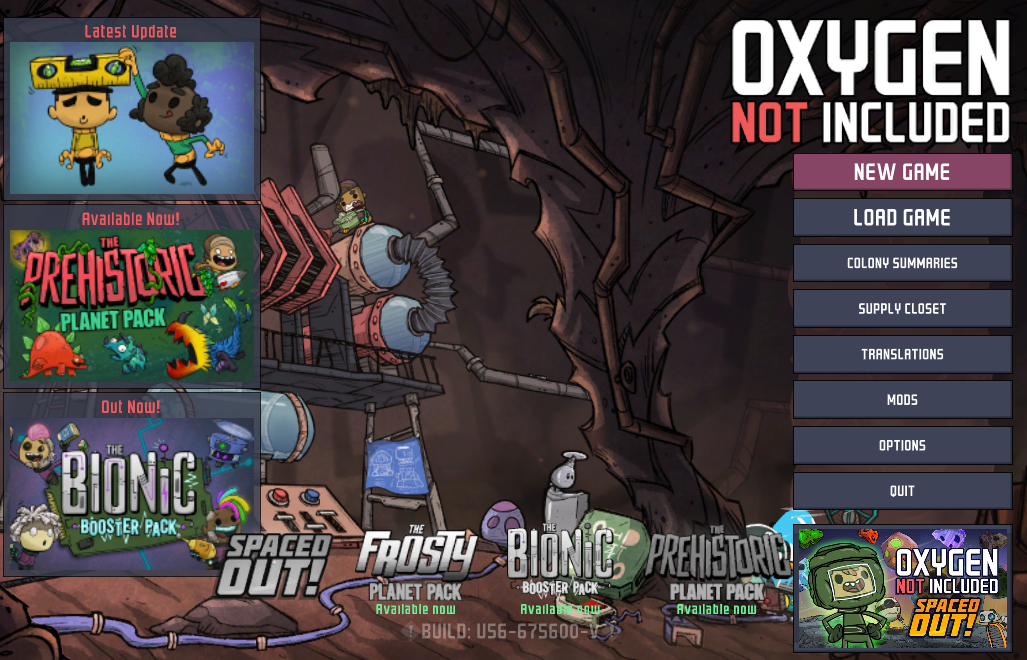 Latest Update
Available Now!
THE
PREHISTORIC
PLANET PACK
Out Now!
THE
BIONIC
BOOSTER PACK
OXYGEN
NOT INCLUDED
NEW GAME
LOAD GAME
COLONY SUMMARIES
SUPPLY CLOSET
TRANSLATIONS
MODS
OPTIONS
QUIT
OXYGEN
NOT INCLUDED
SPACED
OUT!
SPACED
OUT!
THE
FROSTY
PLANET PACK
Available now
THE
BIONIC
BOOSTER PACK
Available now
THE
PREHISTORIC
PLANET PACK
Available now
BUILD: U56-675600-V